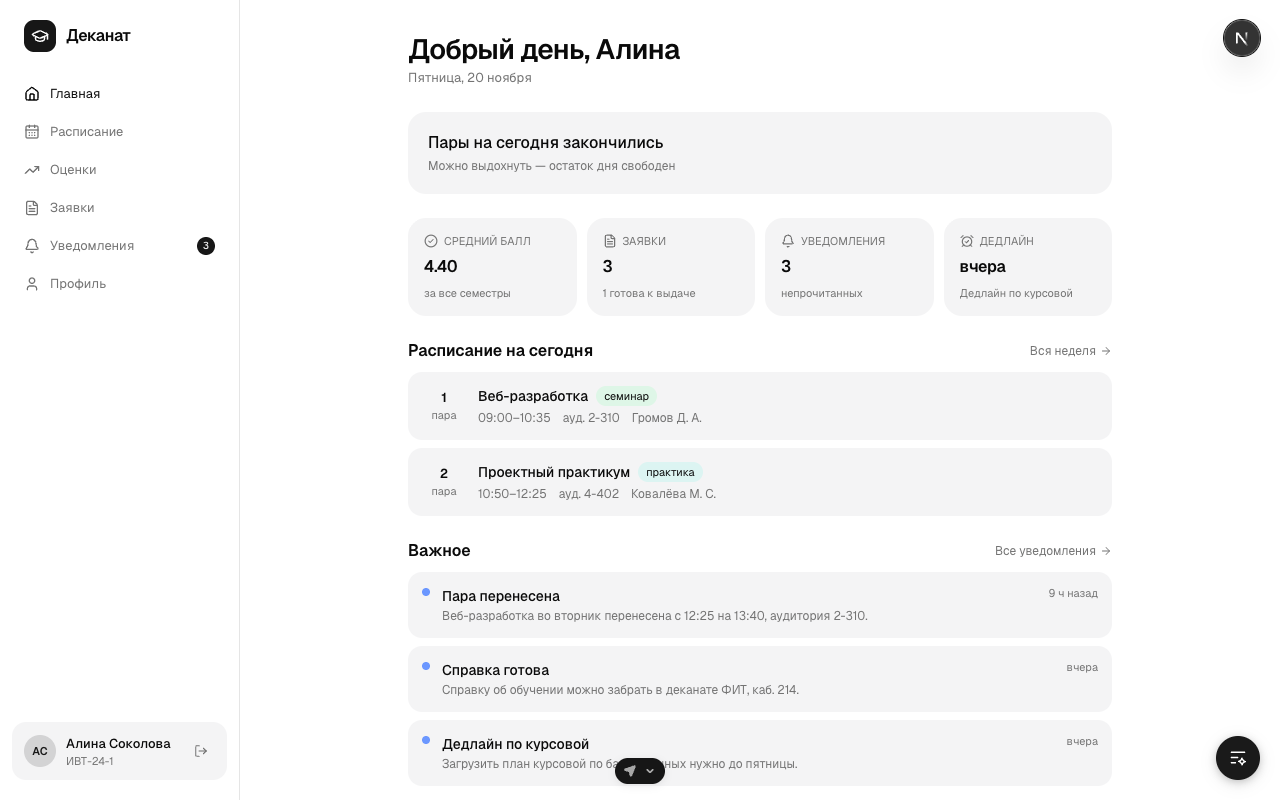 Деканат
Главная
Расписание
Оценки
Заявки
Уведомления 3
Профиль
АС
Алина Соколова
ИВТ-24-1
Добрый день, Алина
Пятница, 20 ноября
N
Пары на сегодня закончились
Можно выдохнуть — остаток дня свободен
СРЕДНИЙ БАЛЛ
4.40
за все семестры
ЗАЯВКИ
3
1 готова к выдаче
УВЕДОМЛЕНИЯ
3
непрочитанных
ДЕДЛАЙН
вчера
Дедлайн по курсовой
Расписание на сегодня
Вся неделя →
1
пара
Веб-разработка семинар
09:00–10:35 ауд. 2-310 Громов Д. А.
2
пара
Проектный практикум практика
10:50–12:25 ауд. 4-402 Ковалёва М. С.
Важное
Все уведомления →
Пара перенесена 9 ч назад
Веб-разработка во вторник перенесена с 12:25 на 13:40, аудитория 2-310.
Справка готова вчера
Справку об обучении можно забрать в деканате ФИТ, каб. 214.
Дедлайн по курсовой вчера
Загрузить план курсовой по нужно до пятницы.